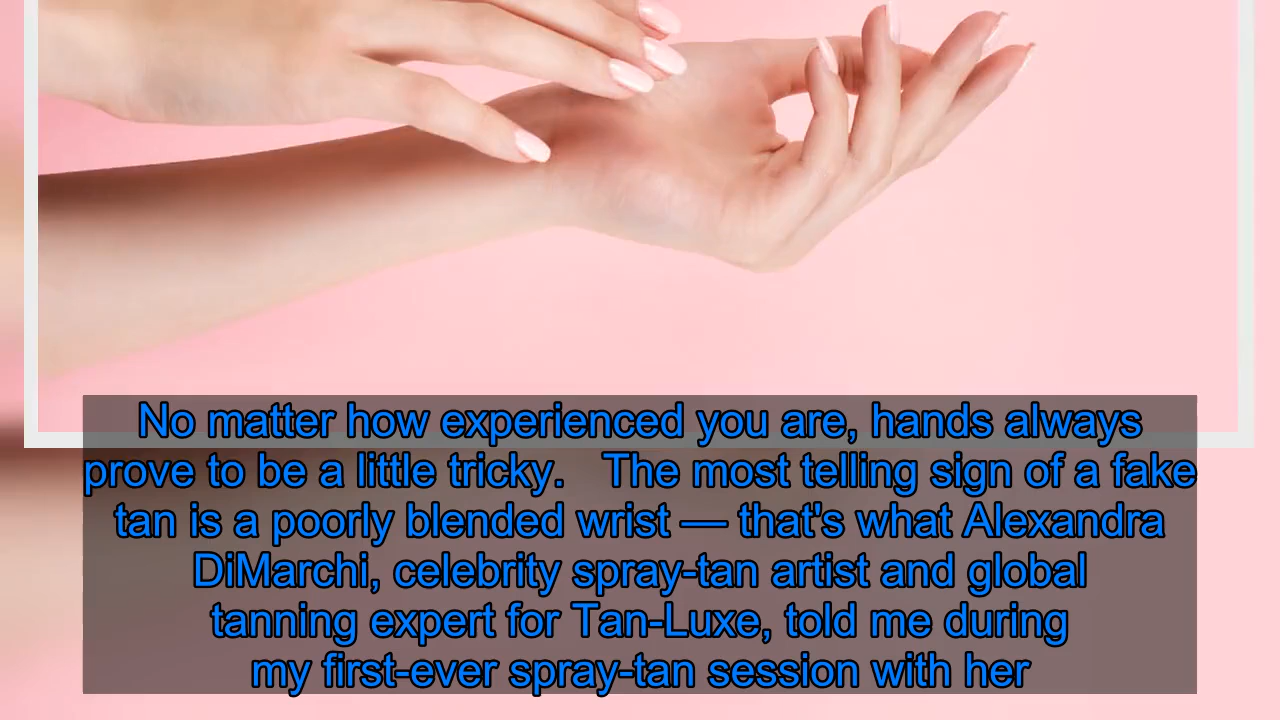 No matter how experienced you are, hands always
prove to be a little tricky.   The most telling sign of a fake
tan is a poorly blended wrist — that's what Alexandra
DiMarchi, celebrity spray-tan artist and global
tanning expert for Tan-Luxe, told me during
my first-ever spray-tan session with her